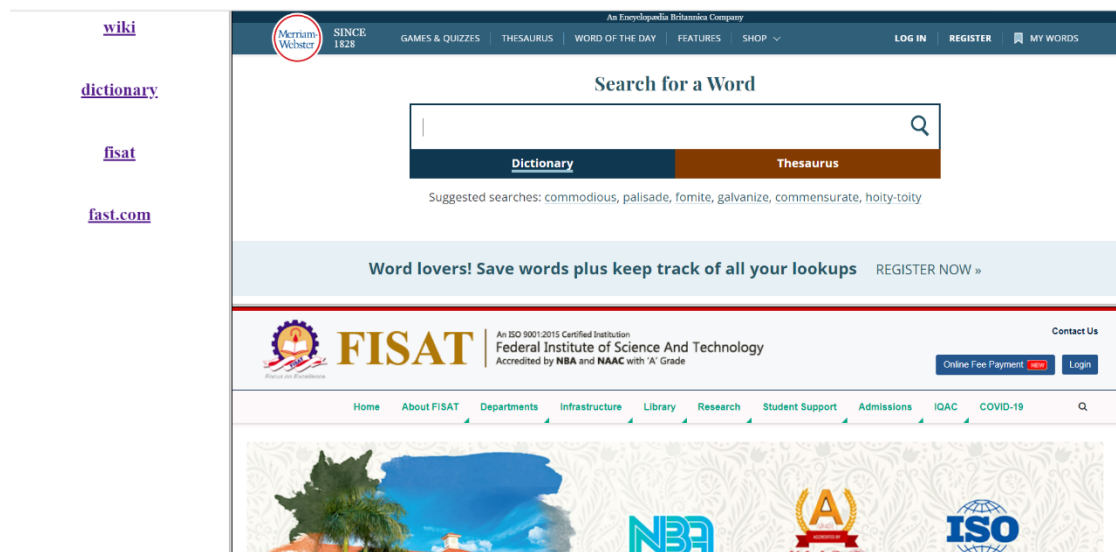 wiki
dictionary
fisat
fast.com
An Encyclopædia Britannica Company
Merriam-
Webster
SINCE
1828
GAMES & QUIZZES THESAURUS WORD OF THE DAY FEATURES SHOP
LOG IN REGISTER MY WORDS
Search for a Word
Dictionary Thesaurus
Suggested searches: commodious, palisade, fomite, galvanize, commensurate, hoity-toity
Word lovers! Save words plus keep track of all your lookups REGISTER NOW »
FISAT
Focus on Excellence
An ISO 9001:2015 Certified Institution
Federal Institute of Science And Technology
Accredited by NBA and NAAC with 'A' Grade
Contact Us
Online Fee Payment NEW Login
Home About FISAT Departments Infrastructure Library Research Student Support Admissions IQAC COVID-19
NBA
A
ISO